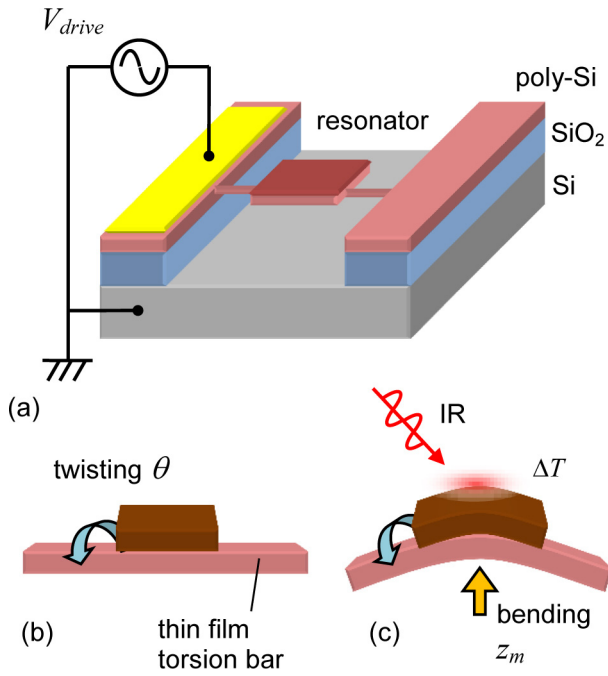 V_drive
poly-Si
resonator
SiO₂
Si
(a)
IR
twisting θ
ΔT
(b)
thin film
torsion bar
(c)
bending
z_m